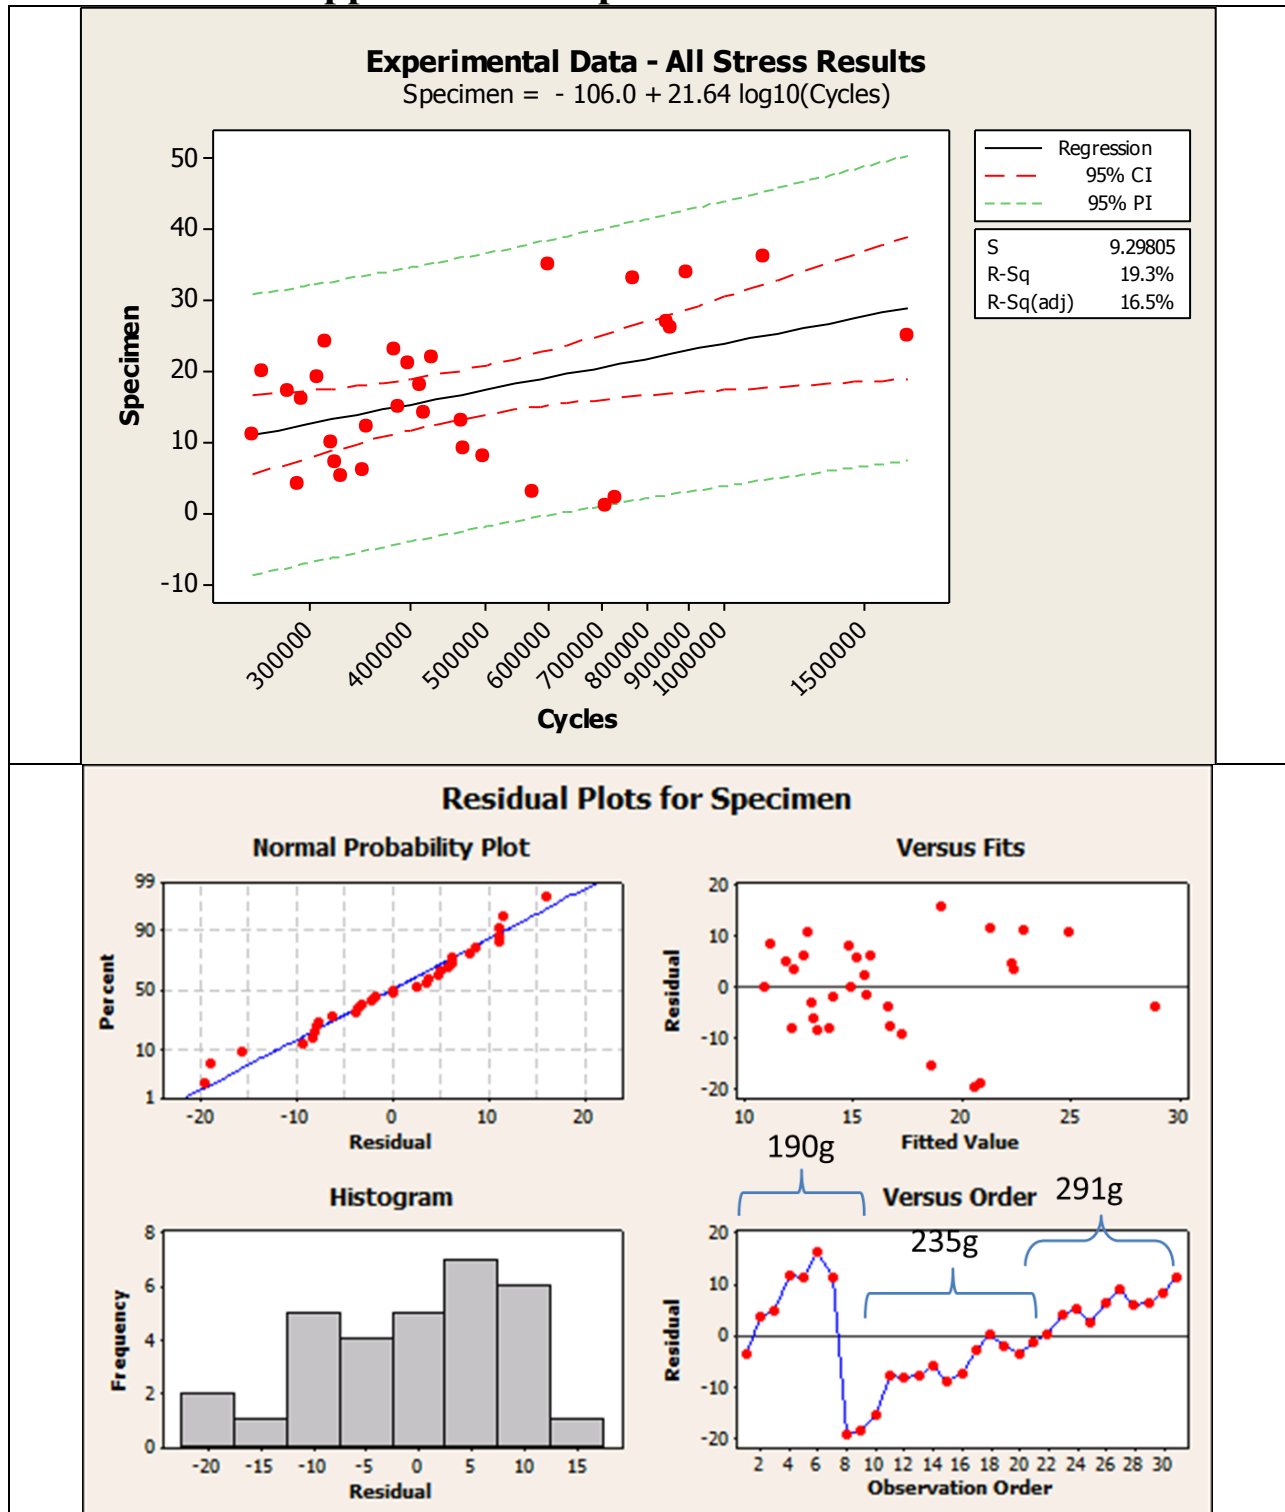 Experimental Data - All Stress Results
Specimen = - 106.0 + 21.64 log10(Cycles)
50
40
30
20
10
0
-10
Specimen
300000
400000
500000
600000
700000
800000
900000
1000000
1500000
Cycles
Regression
95% CI
95% PI
S 9.29805
R-Sq 19.3%
R-Sq(adj) 16.5%
Residual Plots for Specimen
Normal Probability Plot
99
90
50
10
1
Percent
-20 -10 0 10 20
Residual
Versus Fits
20
10
0
-10
-20
Residual
10 15 20 25 30
Fitted Value
Histogram
8
6
4
2
0
Frequency
-20 -15 -10 -5 0 5 10 15
Residual
190g
Versus Order
291g
235g
20
10
0
-10
-20
Residual
2 4 6 8 10 12 14 16 18 20 22 24 26 28 30
Observation Order